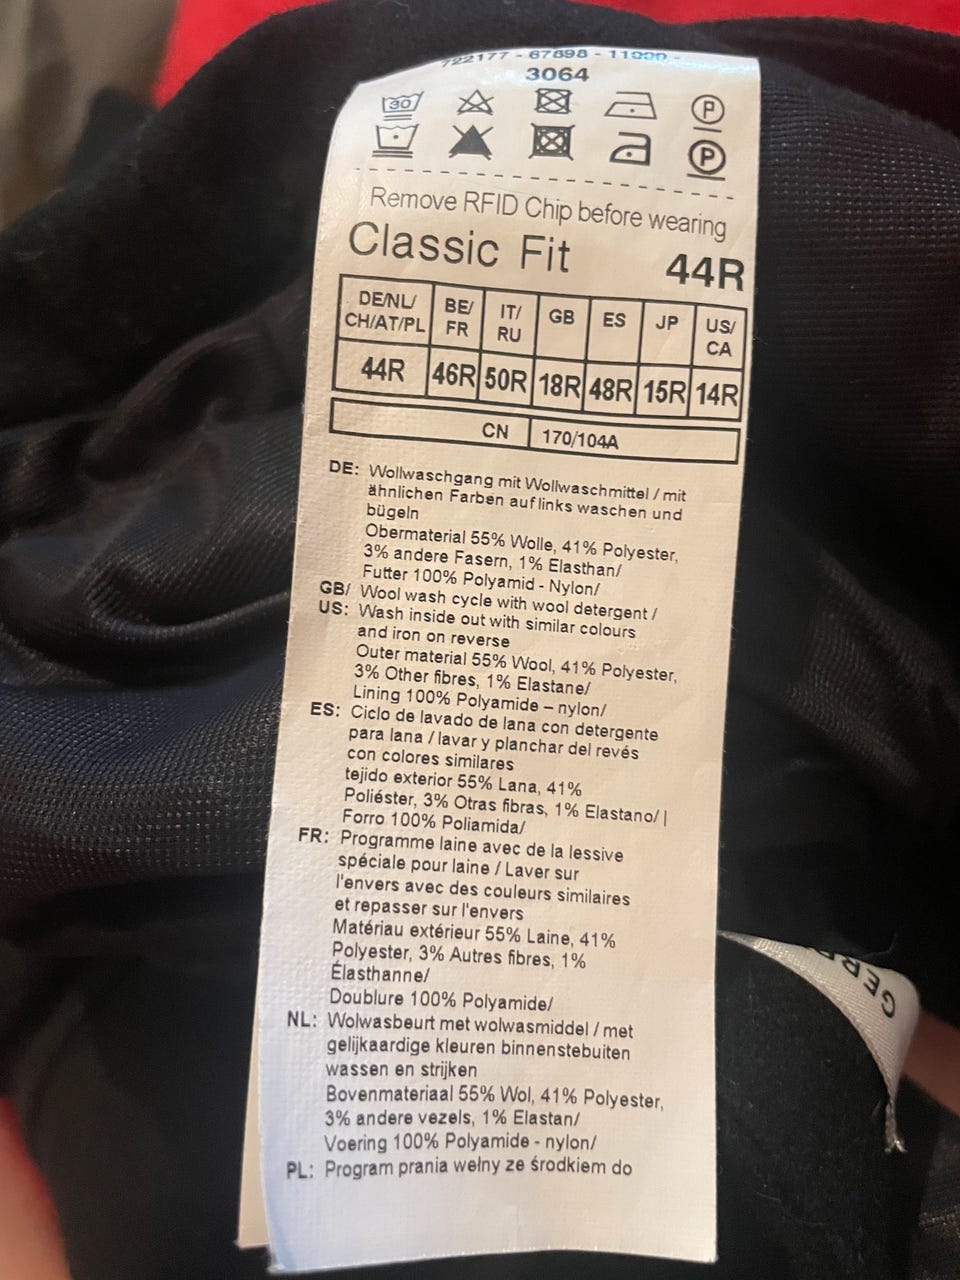 722177 - 67698 -
3064
30
P
P
Remove RFID Chip before wearing
Classic Fit 44R
DE/NL/CH/AT/PL BE/FR IT/RU GB ES JP US/CA
44R 46R 50R 18R 48R 15R 14R
CN 170/104A
DE: Wollwaschgang mit Wollwaschmittel / mit
ähnlichen Farben auf links waschen und
bügeln
Obermaterial 55% Wolle, 41% Polyester,
3% andere Fasern, 1% Elasthan/
Futter 100% Polyamid - Nylon/
GB/ Wool wash cycle with wool detergent /
US: Wash inside out with similar colours
and iron on reverse
Outer material 55% Wool, 41% Polyester,
3% Other fibres, 1% Elastane/
Lining 100% Polyamide – nylon/
ES: Ciclo de lavado de lana con detergente
para lana / lavar y planchar del revés
con colores similares
tejido exterior 55% Lana, 41%
Poliéster, 3% Otras fibras, 1% Elastano/ |
Forro 100% Poliamida/
FR: Programme laine avec de la lessive
spéciale pour laine / Laver sur
l'envers avec des couleurs similaires
et repasser sur l'envers
Matériau extérieur 55% Laine, 41%
Polyester, 3% Autres fibres, 1%
Élasthanne/
Doublure 100% Polyamide/
NL: Wolwasbeurt met wolwasmiddel / met
gelijkaardige kleuren binnenstebuiten
wassen en strijken
Bovenmateriaal 55% Wol, 41% Polyester,
3% andere vezels, 1% Elastan/
Voering 100% Polyamide - nylon/
PL: Program prania wełny ze środkiem do